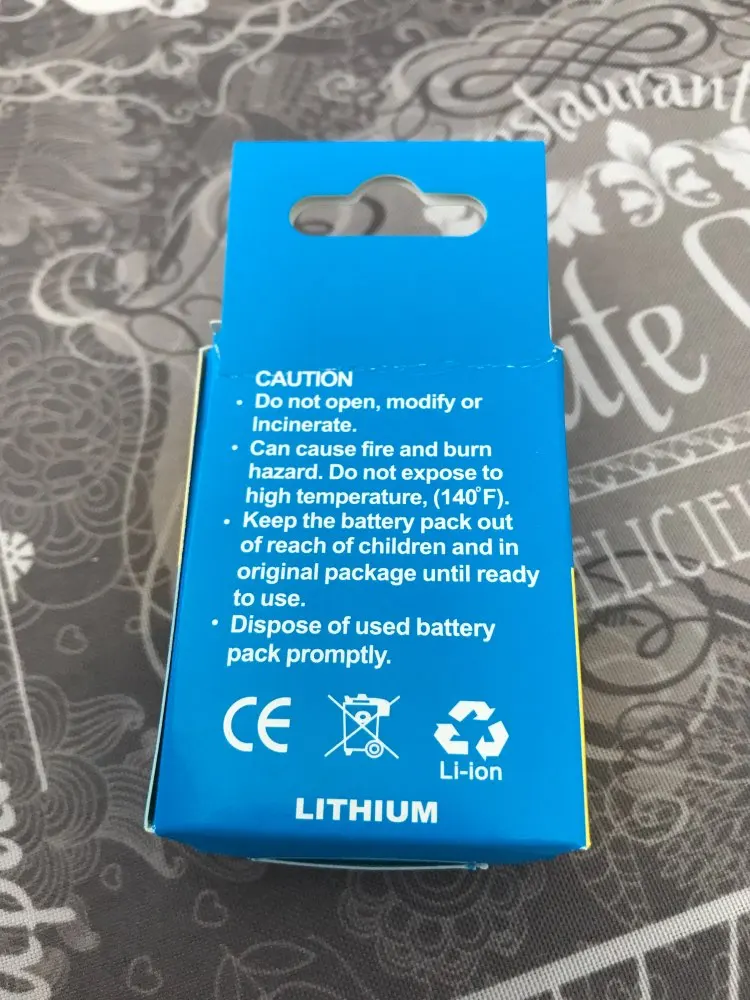 estaurant
CAUTION
• Do not open, modify or
Incinerate.
• Can cause fire and burn
hazard. Do not expose to
high temperature, (140°F).
• Keep the battery pack out
of reach of children and in
original package until ready
to use.
• Dispose of used battery
pack promptly.
CE
Li-ion
LITHIUM